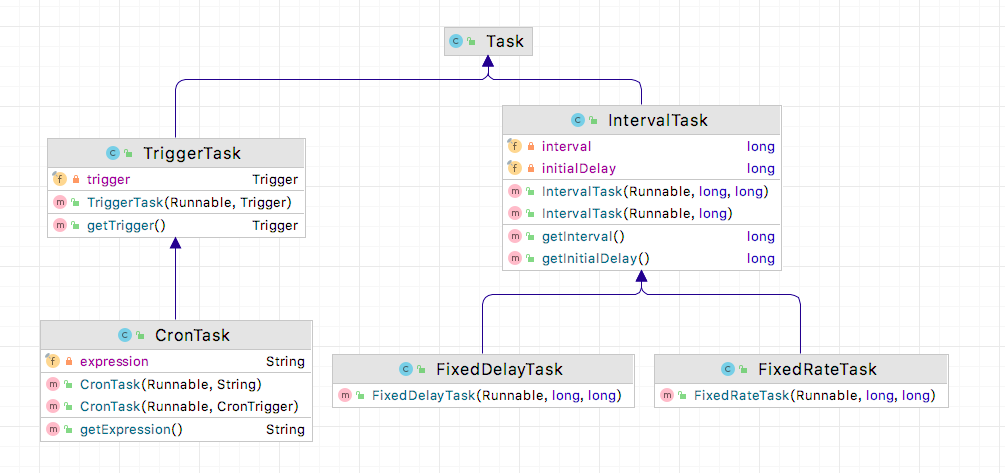 Task
TriggerTask
trigger Trigger
TriggerTask(Runnable, Trigger)
getTrigger() Trigger
IntervalTask
interval long
initialDelay long
IntervalTask(Runnable, long, long)
IntervalTask(Runnable, long)
getInterval() long
getInitialDelay() long
CronTask
expression String
CronTask(Runnable, String)
CronTask(Runnable, CronTrigger)
getExpression() String
FixedDelayTask
FixedDelayTask(Runnable, long, long)
FixedRateTask
FixedRateTask(Runnable, long, long)